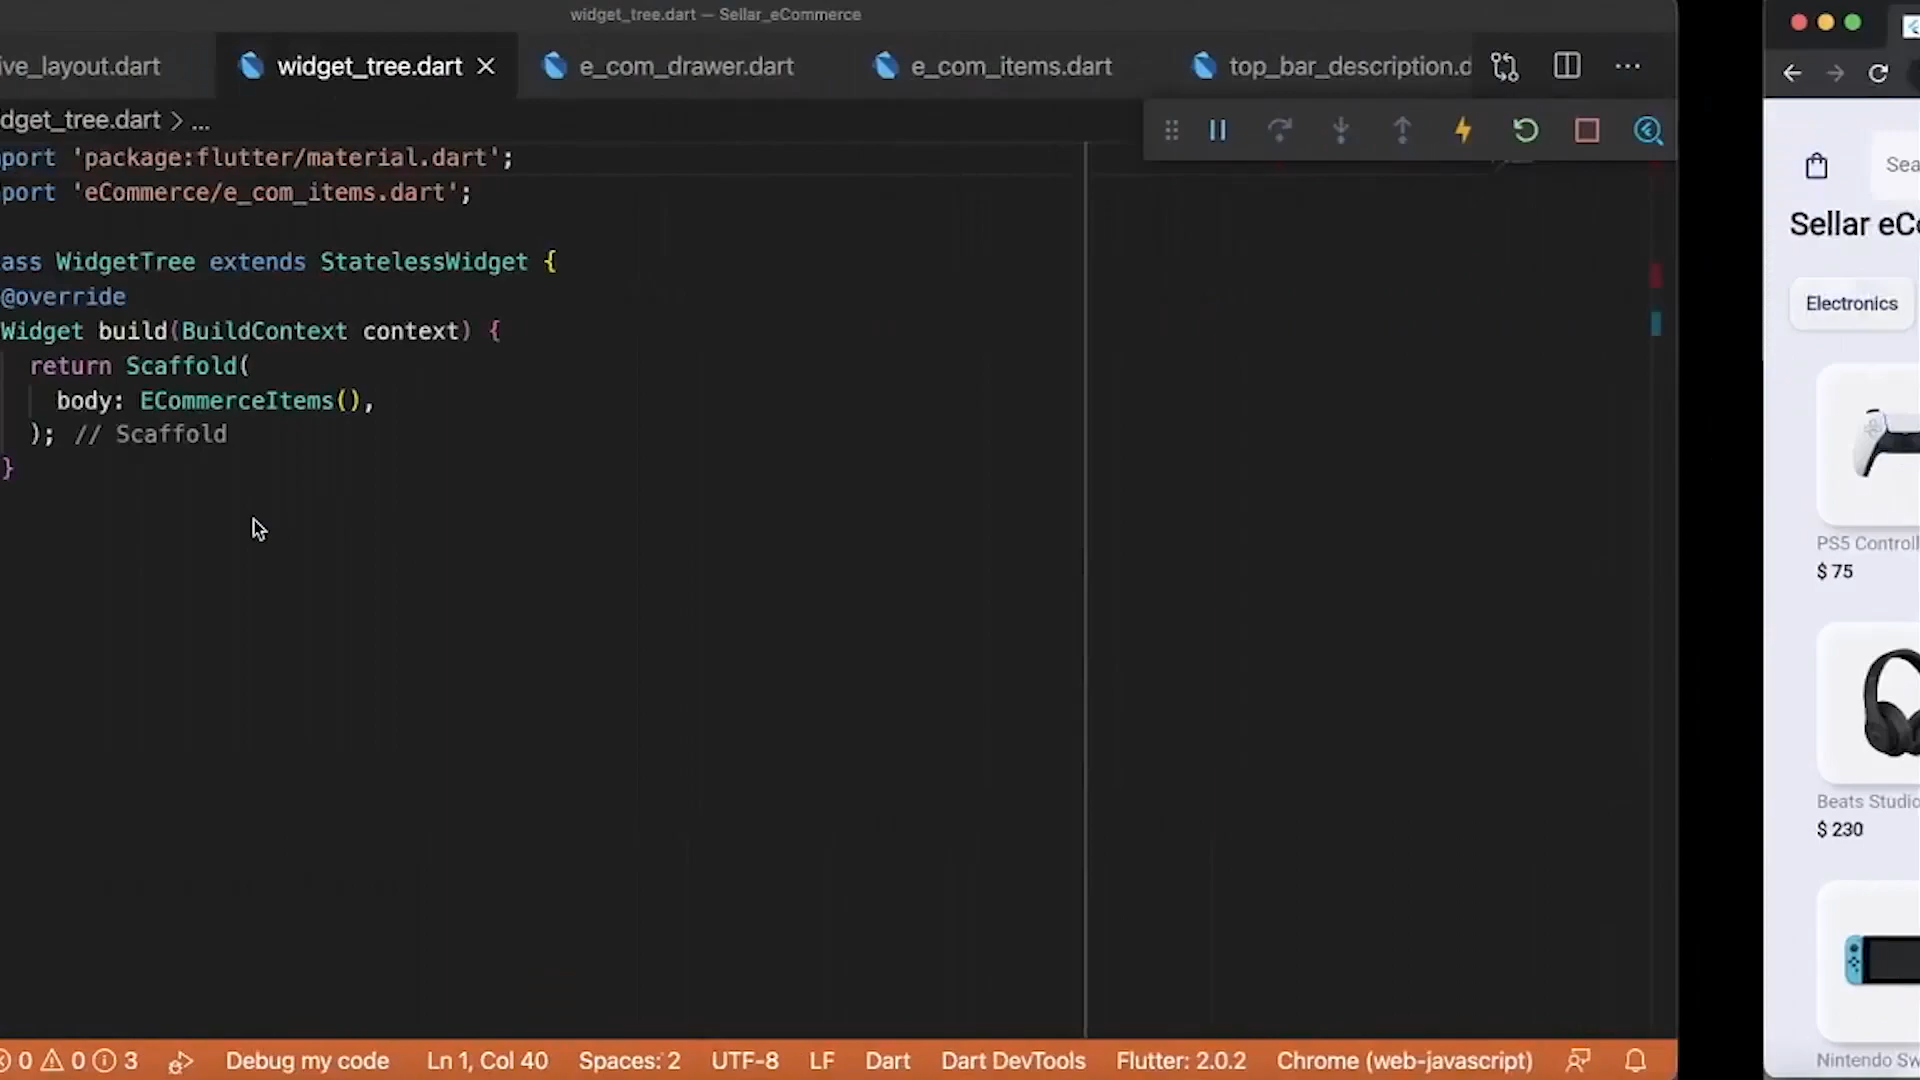 widget_tree.dart — Sellar_eCommerce
ive_layout.dart
widget_tree.dart
e_com_drawer.dart
e_com_items.dart
top_bar_description.d
dget_tree.dart > ...
port 'package:flutter/material.dart';
port 'eCommerce/e_com_items.dart';
ass WidgetTree extends StatelessWidget {
@override
Widget build(BuildContext context) {
return Scaffold(
body: ECommerceItems(),
); // Scaffold
}
0 0 3 Debug my code Ln 1, Col 40 Spaces: 2 UTF-8 LF Dart Dart DevTools Flutter: 2.0.2 Chrome (web-javascript)
Sea
Sellar eCo
Electronics
PS5 Controll
$ 75
Beats Studio
$ 230
Nintendo Sw